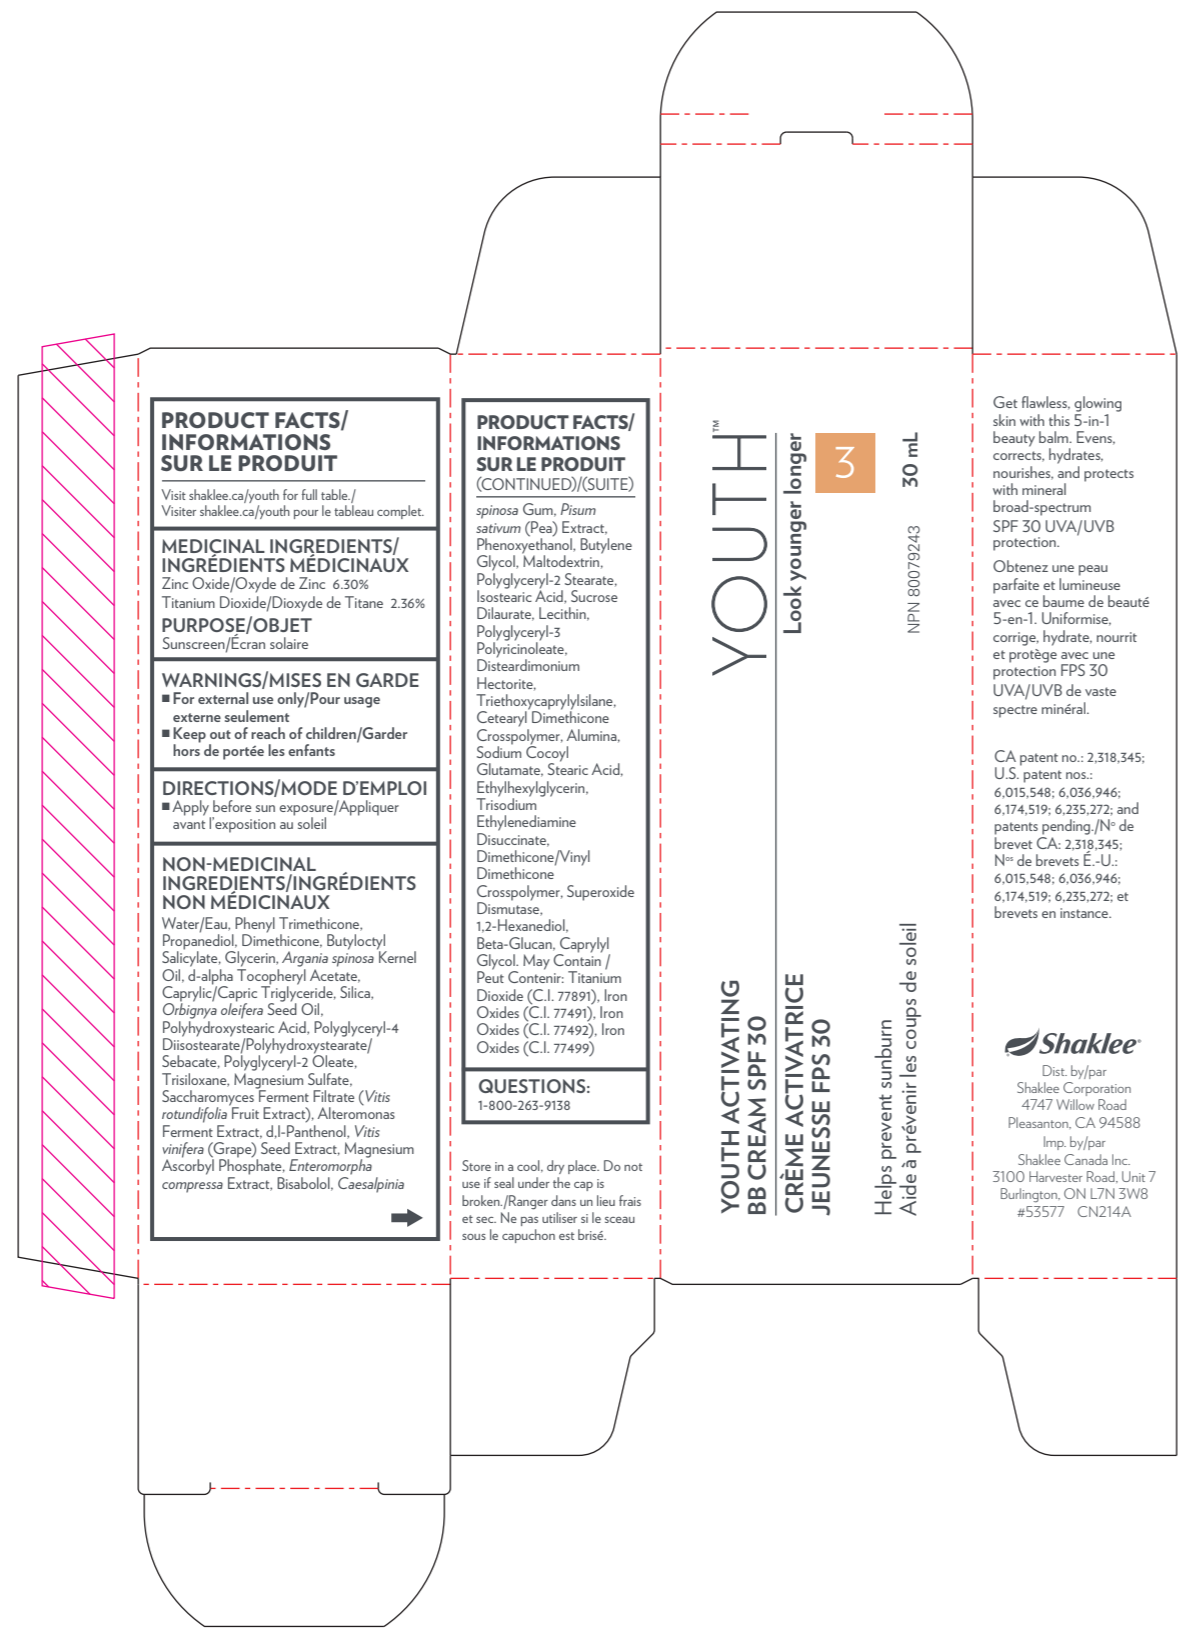 PRODUCT FACTS/
INFORMATIONS
SUR LE PRODUIT
Visit shaklee.ca/youth for full table./
Visiter shaklee.ca/youth pour le tableau complet.
MEDICINAL INGREDIENTS/
INGRÉDIENTS MÉDICINAUX
Zinc Oxide/Oxyde de Zinc 6.30%
Titanium Dioxide/Dioxyde de Titane 2.36%
PURPOSE/OBJET
Sunscreen/Écran solaire
WARNINGS/MISES EN GARDE
■ For external use only/Pour usage
externe seulement
■ Keep out of reach of children/Garder
hors de portée les enfants
DIRECTIONS/MODE D'EMPLOI
■ Apply before sun exposure/Appliquer
avant l'exposition au soleil
NON-MEDICINAL
INGREDIENTS/INGRÉDIENTS
NON MÉDICINAUX
Water/Eau, Phenyl Trimethicone,
Propanediol, Dimethicone, Butyloctyl
Salicylate, Glycerin, Argania spinosa Kernel
Oil, d-alpha Tocopheryl Acetate,
Caprylic/Capric Triglyceride, Silica,
Orbignya oleifera Seed Oil,
Polyhydroxystearic Acid, Polyglyceryl-4
Diisostearate/Polyhydroxystearate/
Sebacate, Polyglyceryl-2 Oleate,
Trisiloxane, Magnesium Sulfate,
Saccharomyces Ferment Filtrate (Vitis
rotundifolia Fruit Extract), Alteromonas
Ferment Extract, d,l-Panthenol, Vitis
vinifera (Grape) Seed Extract, Magnesium
Ascorbyl Phosphate, Enteromorpha
compressa Extract, Bisabolol, Caesalpinia
PRODUCT FACTS/
INFORMATIONS
SUR LE PRODUIT
(CONTINUED)/(SUITE)
spinosa Gum, Pisum
sativum (Pea) Extract,
Phenoxyethanol, Butylene
Glycol, Maltodextrin,
Polyglyceryl-2 Stearate,
Isostearic Acid, Sucrose
Dilaurate, Lecithin,
Polyglyceryl-3
Polyricinoleate,
Disteardimonium
Hectorite,
Triethoxycaprylylsilane,
Cetearyl Dimethicone
Crosspolymer, Alumina,
Sodium Cocoyl
Glutamate, Stearic Acid,
Ethylhexylglycerin,
Trisodium
Ethylenediamine
Disuccinate,
Dimethicone/Vinyl
Dimethicone
Crosspolymer, Superoxide
Dismutase,
1,2-Hexanediol,
Beta-Glucan, Caprylyl
Glycol. May Contain /
Peut Contenir: Titanium
Dioxide (C.I. 77891), Iron
Oxides (C.I. 77491), Iron
Oxides (C.I. 77492), Iron
Oxides (C.I. 77499)
QUESTIONS:
1-800-263-9138
Store in a cool, dry place. Do not
use if seal under the cap is
broken./Ranger dans un lieu frais
et sec. Ne pas utiliser si le sceau
sous le capuchon est brisé.
YOUTH™
Look younger longer
3
30 mL
NPN 80079243
YOUTH ACTIVATING
BB CREAM SPF 30
CRÈME ACTIVATRICE
JEUNESSE FPS 30
Helps prevent sunburn
Aide à prévenir les coups de soleil
Get flawless, glowing
skin with this 5-in-1
beauty balm. Evens,
corrects, hydrates,
nourishes, and protects
with mineral
broad-spectrum
SPF 30 UVA/UVB
protection.
Obtenez une peau
parfaite et lumineuse
avec ce baume de beauté
5-en-1. Uniformise,
corrige, hydrate, nourrit
et protège avec une
protection FPS 30
UVA/UVB de vaste
spectre minéral.
CA patent no.: 2,318,345;
U.S. patent nos.:
6,015,548; 6,036,946;
6,174,519; 6,235,272; and
patents pending./Nº de
brevet CA: 2,318,345;
Nos de brevets É.-U.:
6,015,548; 6,036,946;
6,174,519; 6,235,272; et
brevets en instance.
Shaklee®
Dist. by/par
Shaklee Corporation
4747 Willow Road
Pleasanton, CA 94588
Imp. by/par
Shaklee Canada Inc.
3100 Harvester Road, Unit 7
Burlington, ON L7N 3W8
#53577 CN214A